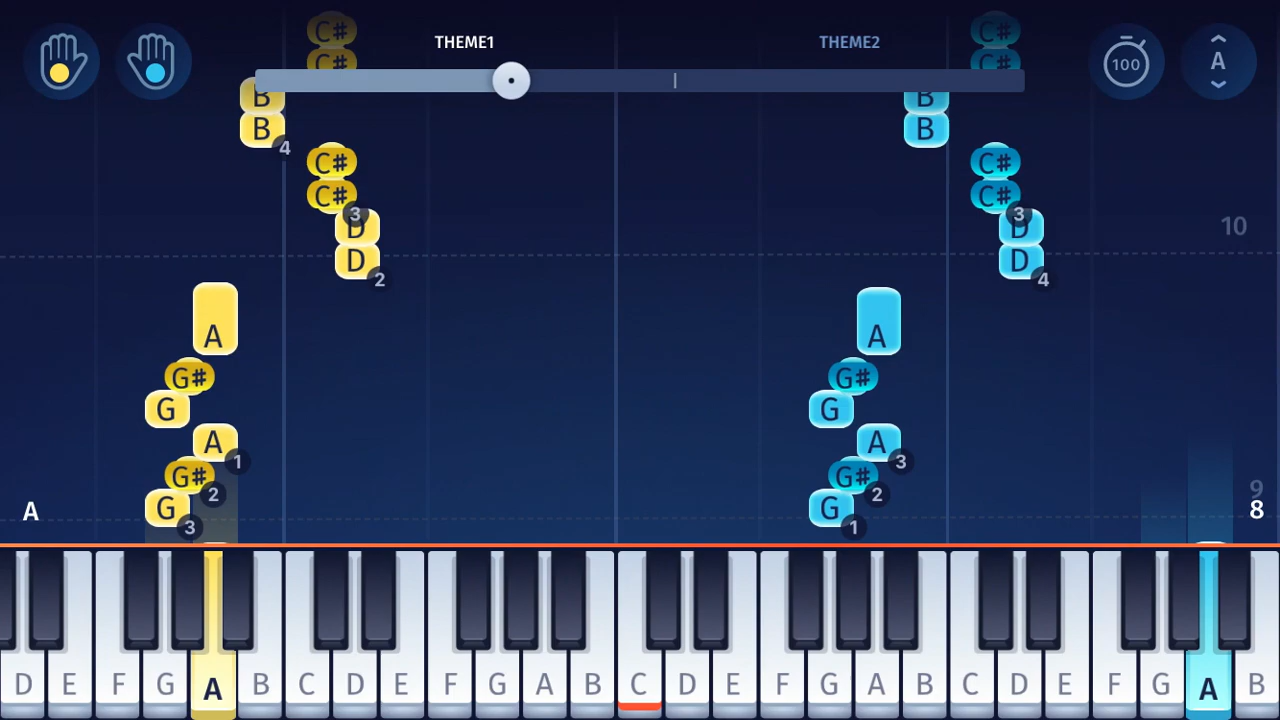 C# C#
THEME1 THEME2
C# C#
100 A
B B
B B
4
C# C#
C# C#
3 3
D D 10
D D
2 4
A A
G# G#
G G
A A
1 3
G# G#
2 2
9
G G
A 8
3 1
D E F G A B C D E F G A B C D E F G A B C D E F G A B